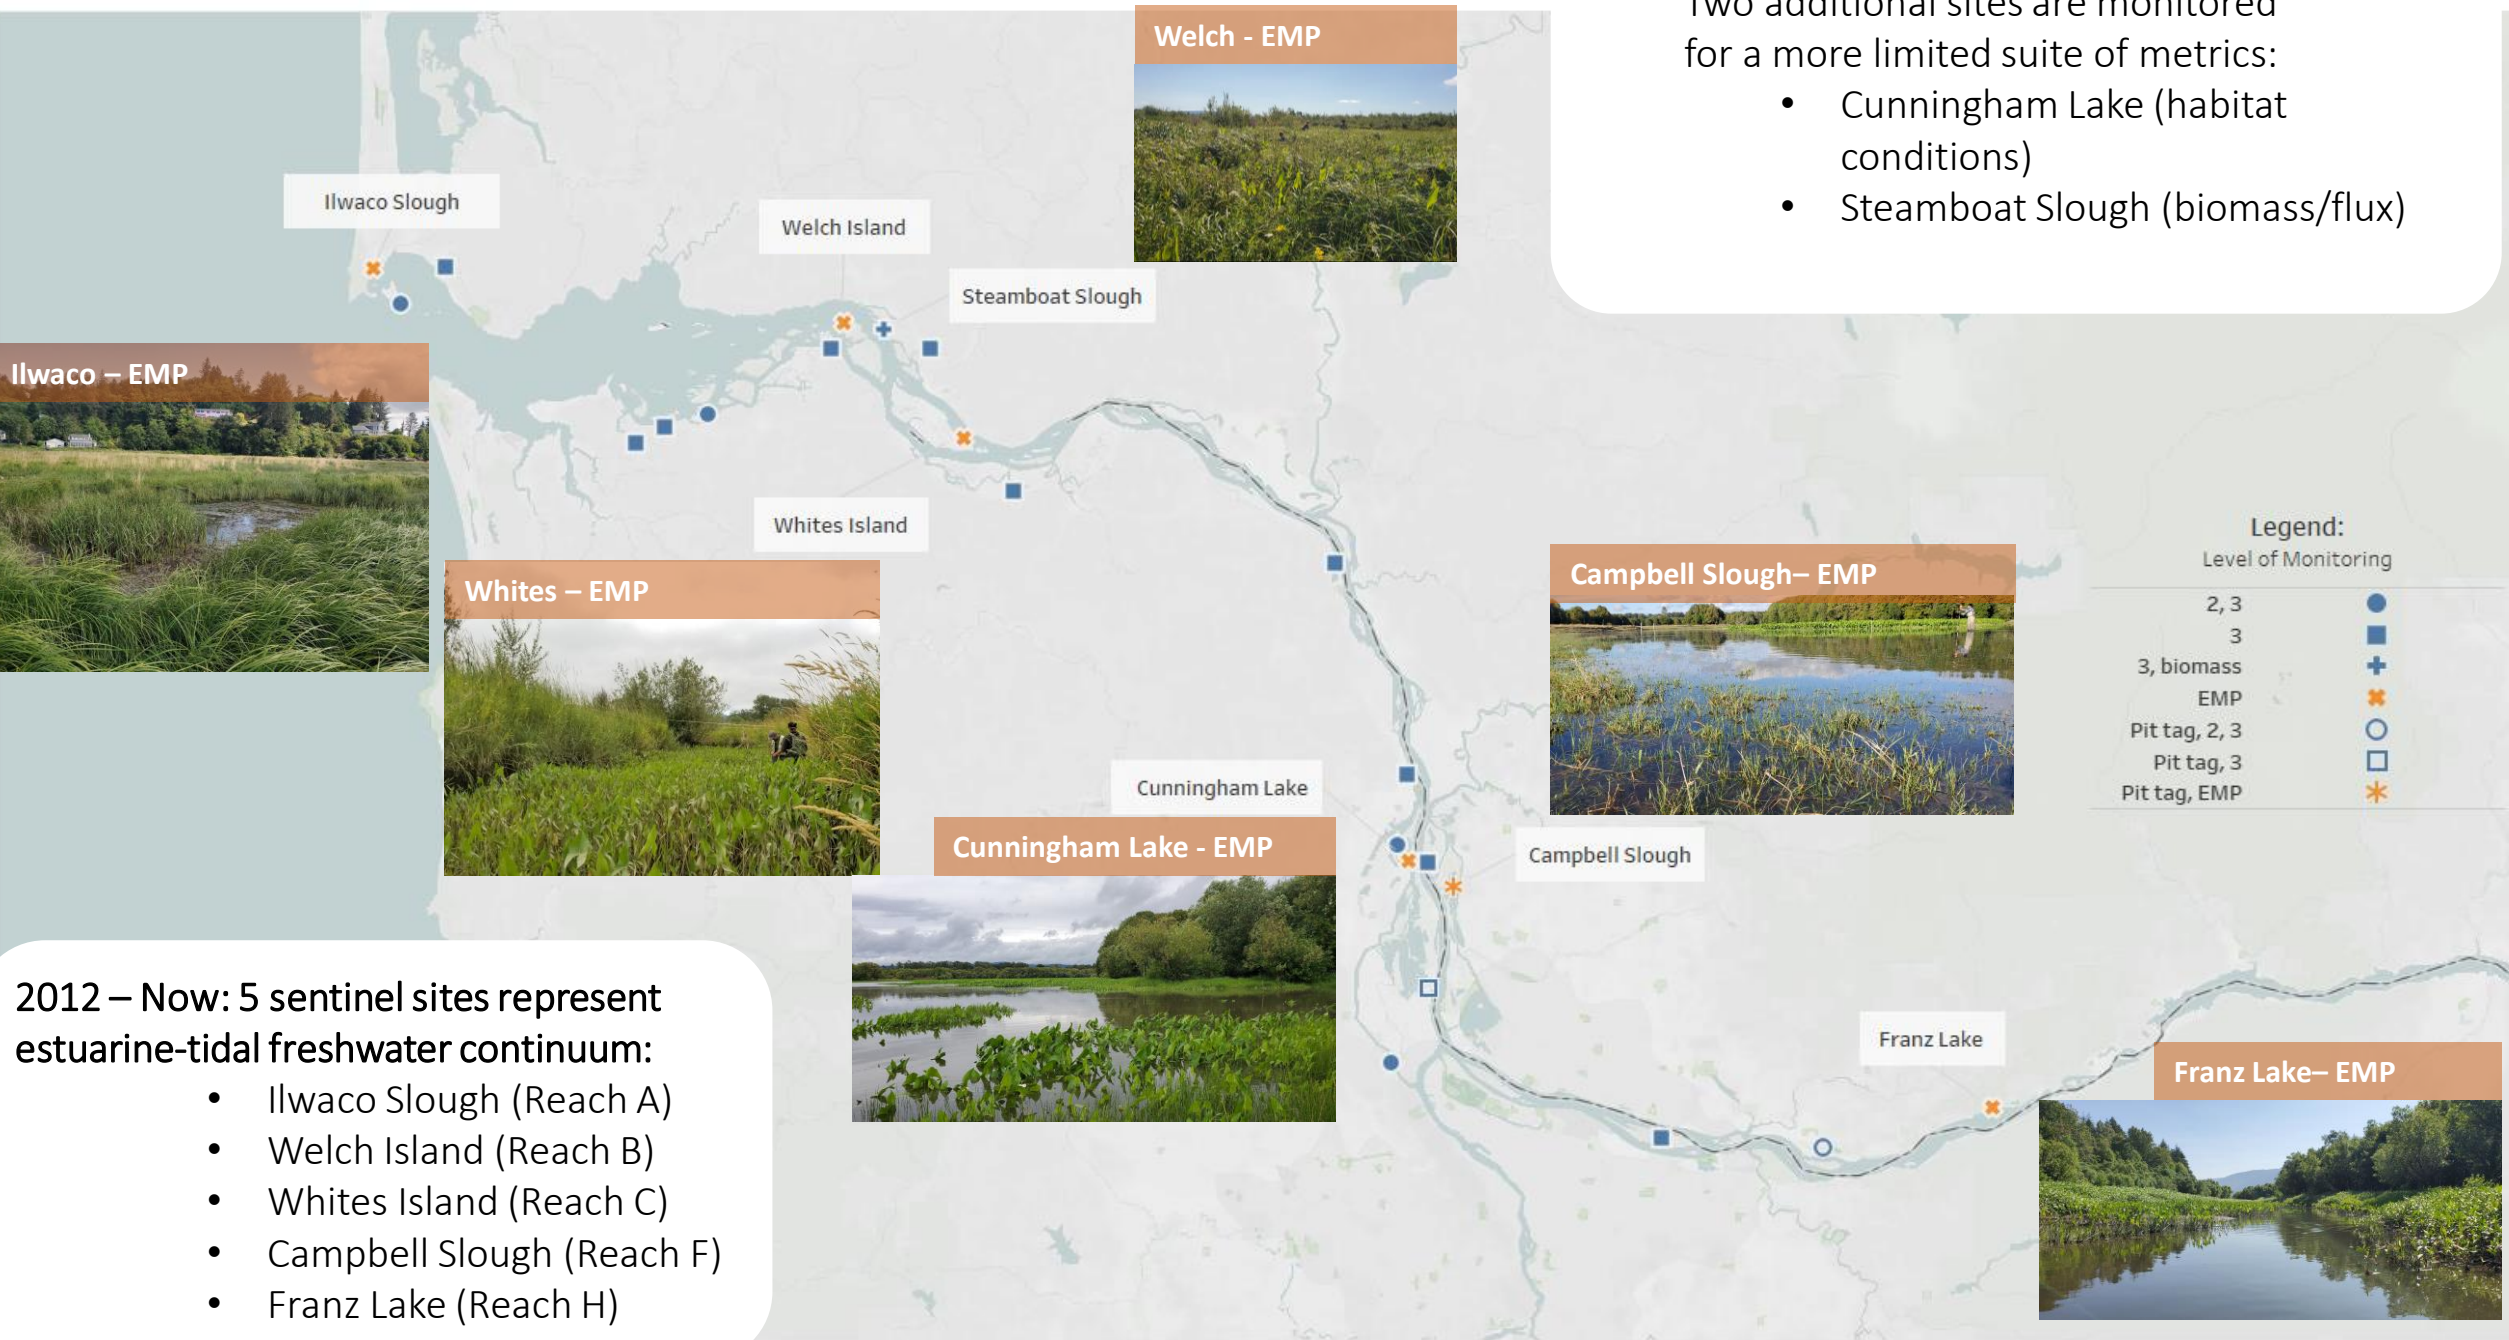 Two additional sites are monitored
for a more limited suite of metrics:
• Cunningham Lake (habitat
conditions)
• Steamboat Slough (biomass/flux)
Welch - EMP
Ilwaco Slough
Welch Island
Steamboat Slough
Ilwaco – EMP
Whites Island
Whites – EMP
Campbell Slough– EMP
Legend:
Level of Monitoring
2, 3
3
3, biomass
EMP
Pit tag, 2, 3
Pit tag, 3
Pit tag, EMP
Cunningham Lake
Cunningham Lake - EMP
Campbell Slough
Franz Lake
Franz Lake– EMP
2012 – Now: 5 sentinel sites represent
estuarine-tidal freshwater continuum:
• Ilwaco Slough (Reach A)
• Welch Island (Reach B)
• Whites Island (Reach C)
• Campbell Slough (Reach F)
• Franz Lake (Reach H)